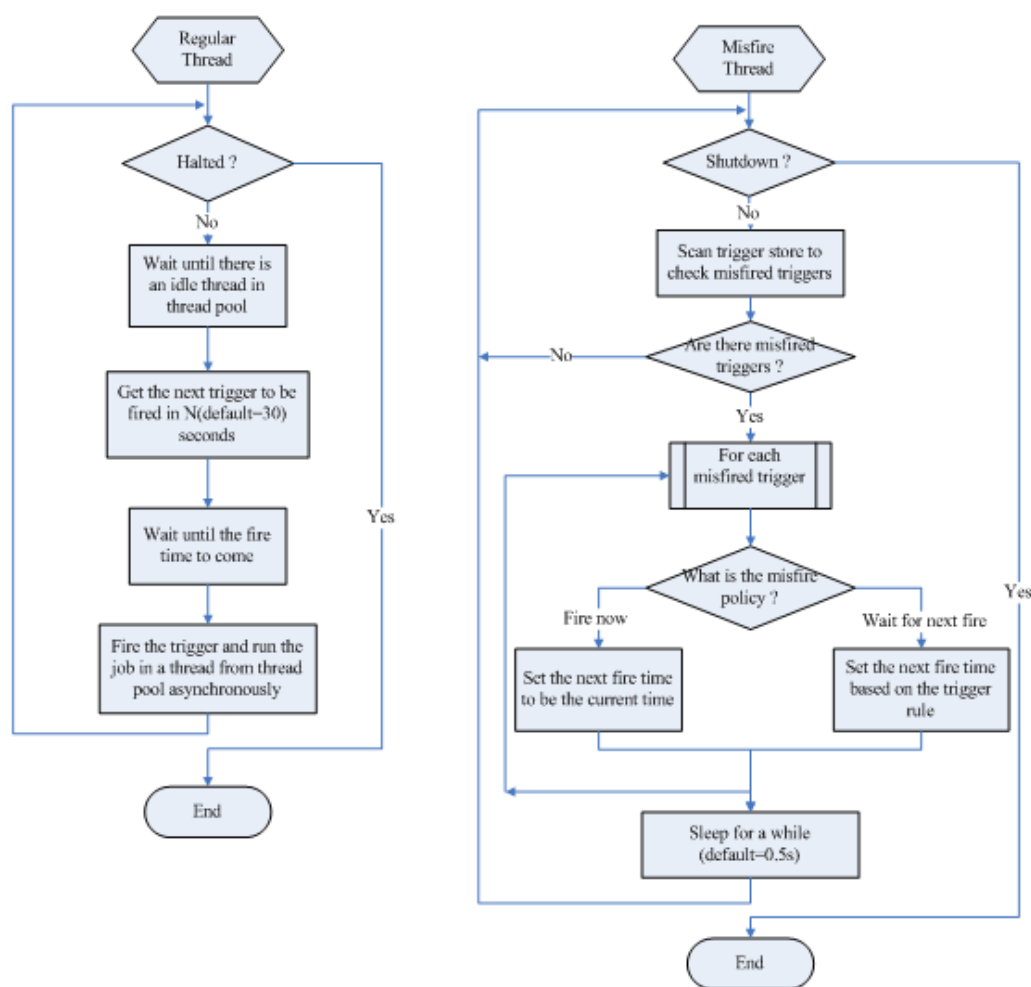 Regular
Thread
Halted ?
No
Wait until there is
an idle thread in
thread pool
Get the next trigger to be
fired in N(default=30)
seconds
Yes
Wait until the fire
time to come
Fire the trigger and run the
job in a thread from thread
pool asynchronously
End
Misfire
Thread
Shutdown ?
No
Scan trigger store to
check misfired triggers
Are there misfired
triggers ?
No
Yes
For each
misfired trigger
What is the misfire
policy ?
Yes
Fire now
Wait for next fire
Set the next fire time
to be the current time
Set the next fire time
based on the trigger
rule
Sleep for a while
(default=0.5s)
End